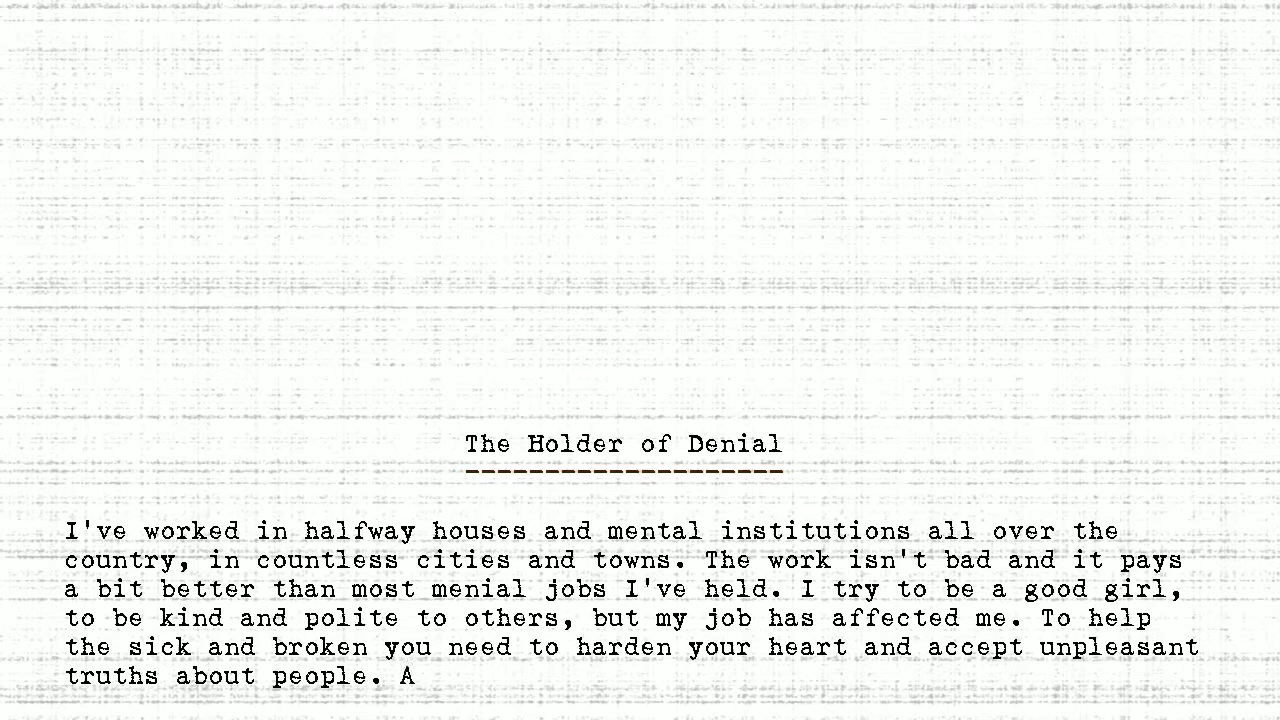 The Holder of Denial
--------------------
I've worked in halfway houses and mental institutions all over the
country, in countless cities and towns. The work isn't bad and it pays
a bit better than most menial jobs I've held. I try to be a good girl,
to be kind and polite to others, but my job has affected me. To help
the sick and broken you need to harden your heart and accept unpleasant
truths about people. A